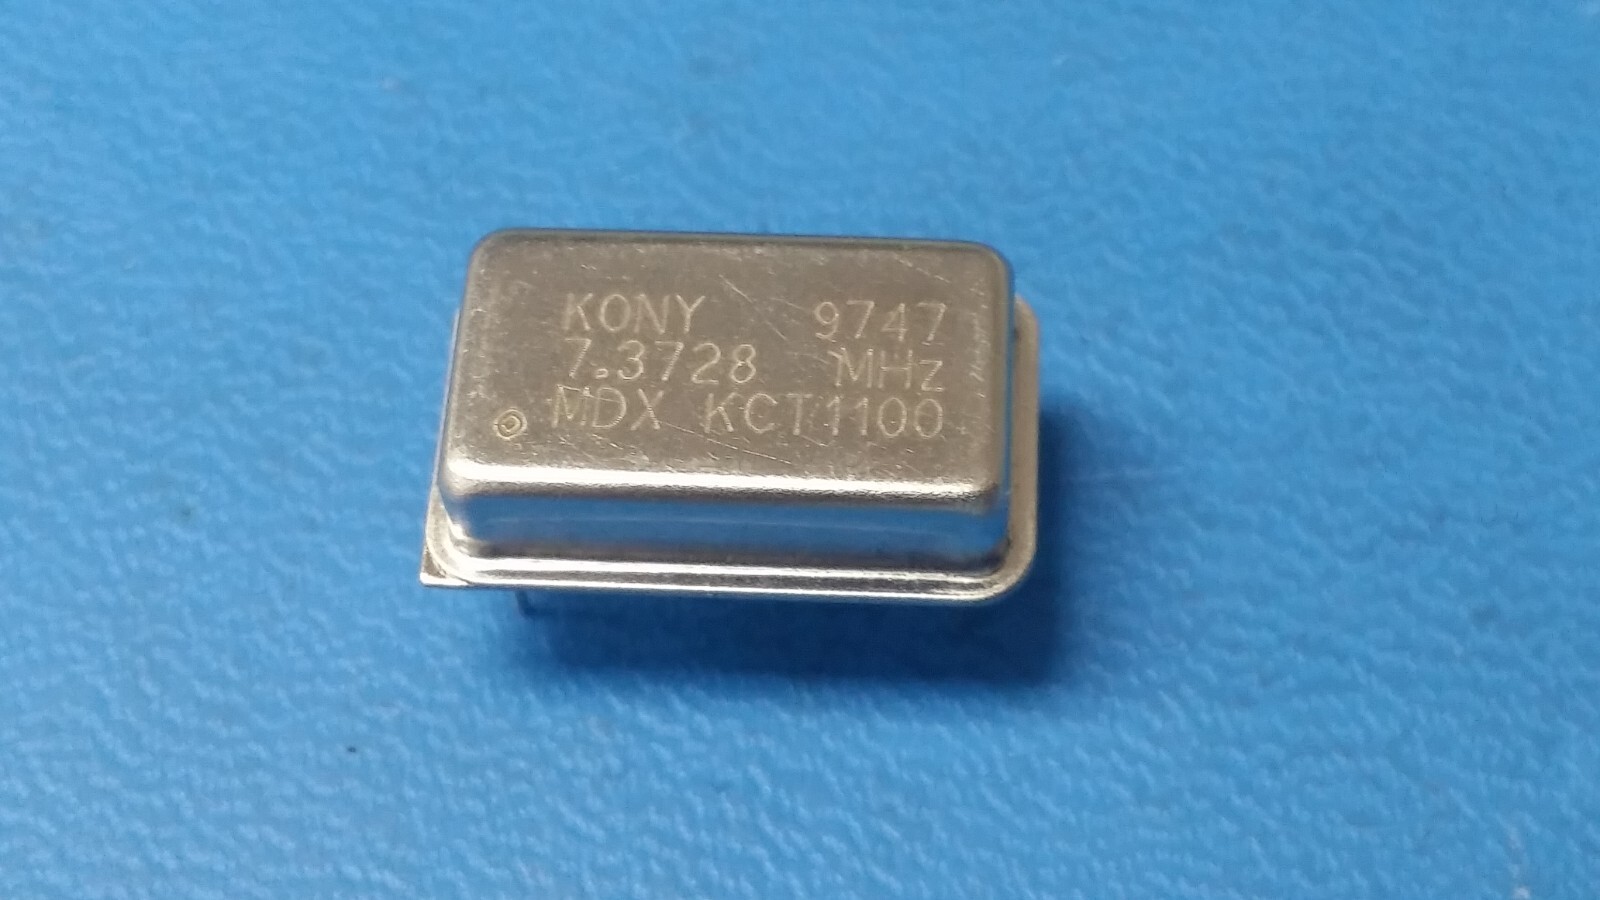 KONY 9747
7.3728 MHz
MDX KCT1100